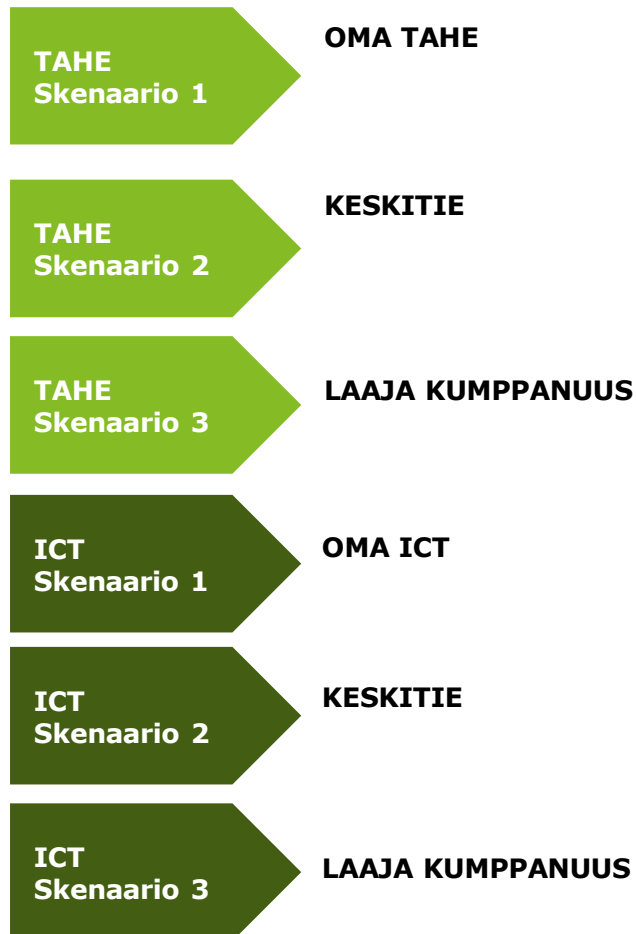 TAHE
Skenaario 1
OMA TAHE
TAHE
Skenaario 2
KESKITIE
TAHE
Skenaario 3
LAAJA KUMPPANUUS
ICT
Skenaario 1
OMA ICT
ICT
Skenaario 2
KESKITIE
ICT
Skenaario 3
LAAJA KUMPPANUUS